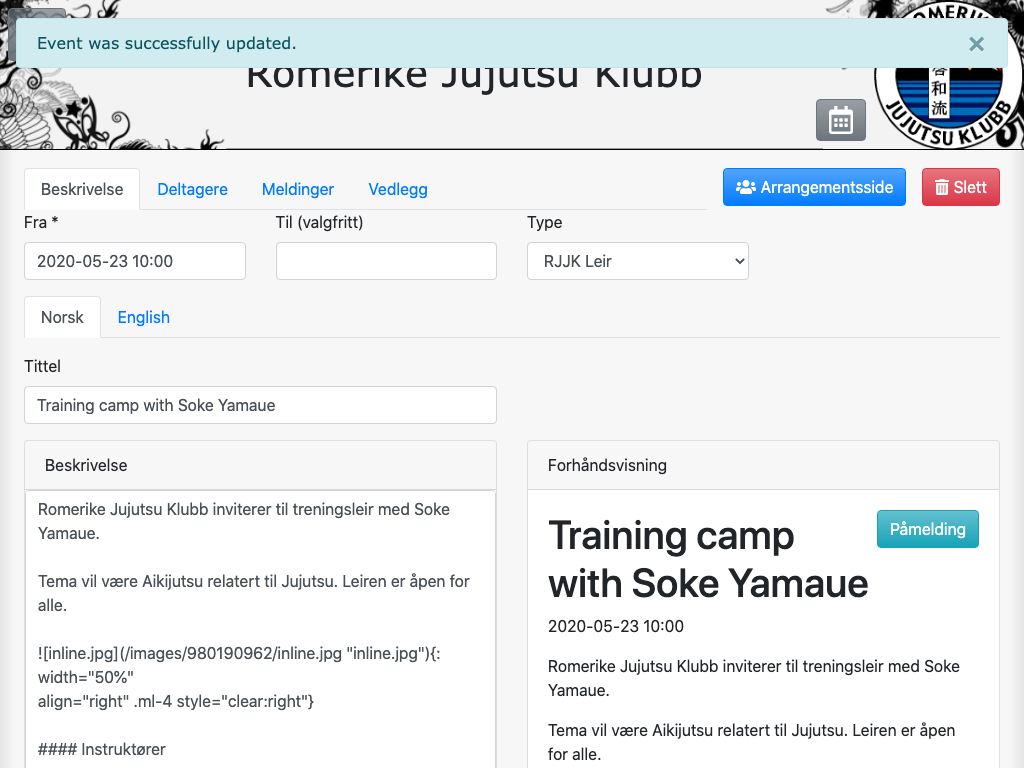 Event was successfully updated.
×
Romerike Jujutsu Klubb
ROMERIKE
啓和流
JUJUTSU KLUBB
Beskrivelse
Deltagere
Meldinger
Vedlegg
Arrangementsside
Slett
Fra *
Til (valgfritt)
Type
2020-05-23 10:00
RJJK Leir
Norsk
English
Tittel
Training camp with Soke Yamaue
Beskrivelse
Romerike Jujutsu Klubb inviterer til treningsleir med Soke
Yamaue.
Tema vil være Aikijutsu relatert til Jujutsu. Leiren er åpen for
alle.
![inline.jpg](/images/980190962/inline.jpg "inline.jpg"){:
width="50%"
align="right" .ml-4 style="clear:right"}
#### Instruktører
Forhåndsvisning
Training camp
with Soke Yamaue
Påmelding
2020-05-23 10:00
Romerike Jujutsu Klubb inviterer til treningsleir med Soke
Yamaue.
Tema vil være Aikijutsu relatert til Jujutsu. Leiren er åpen
for alle.